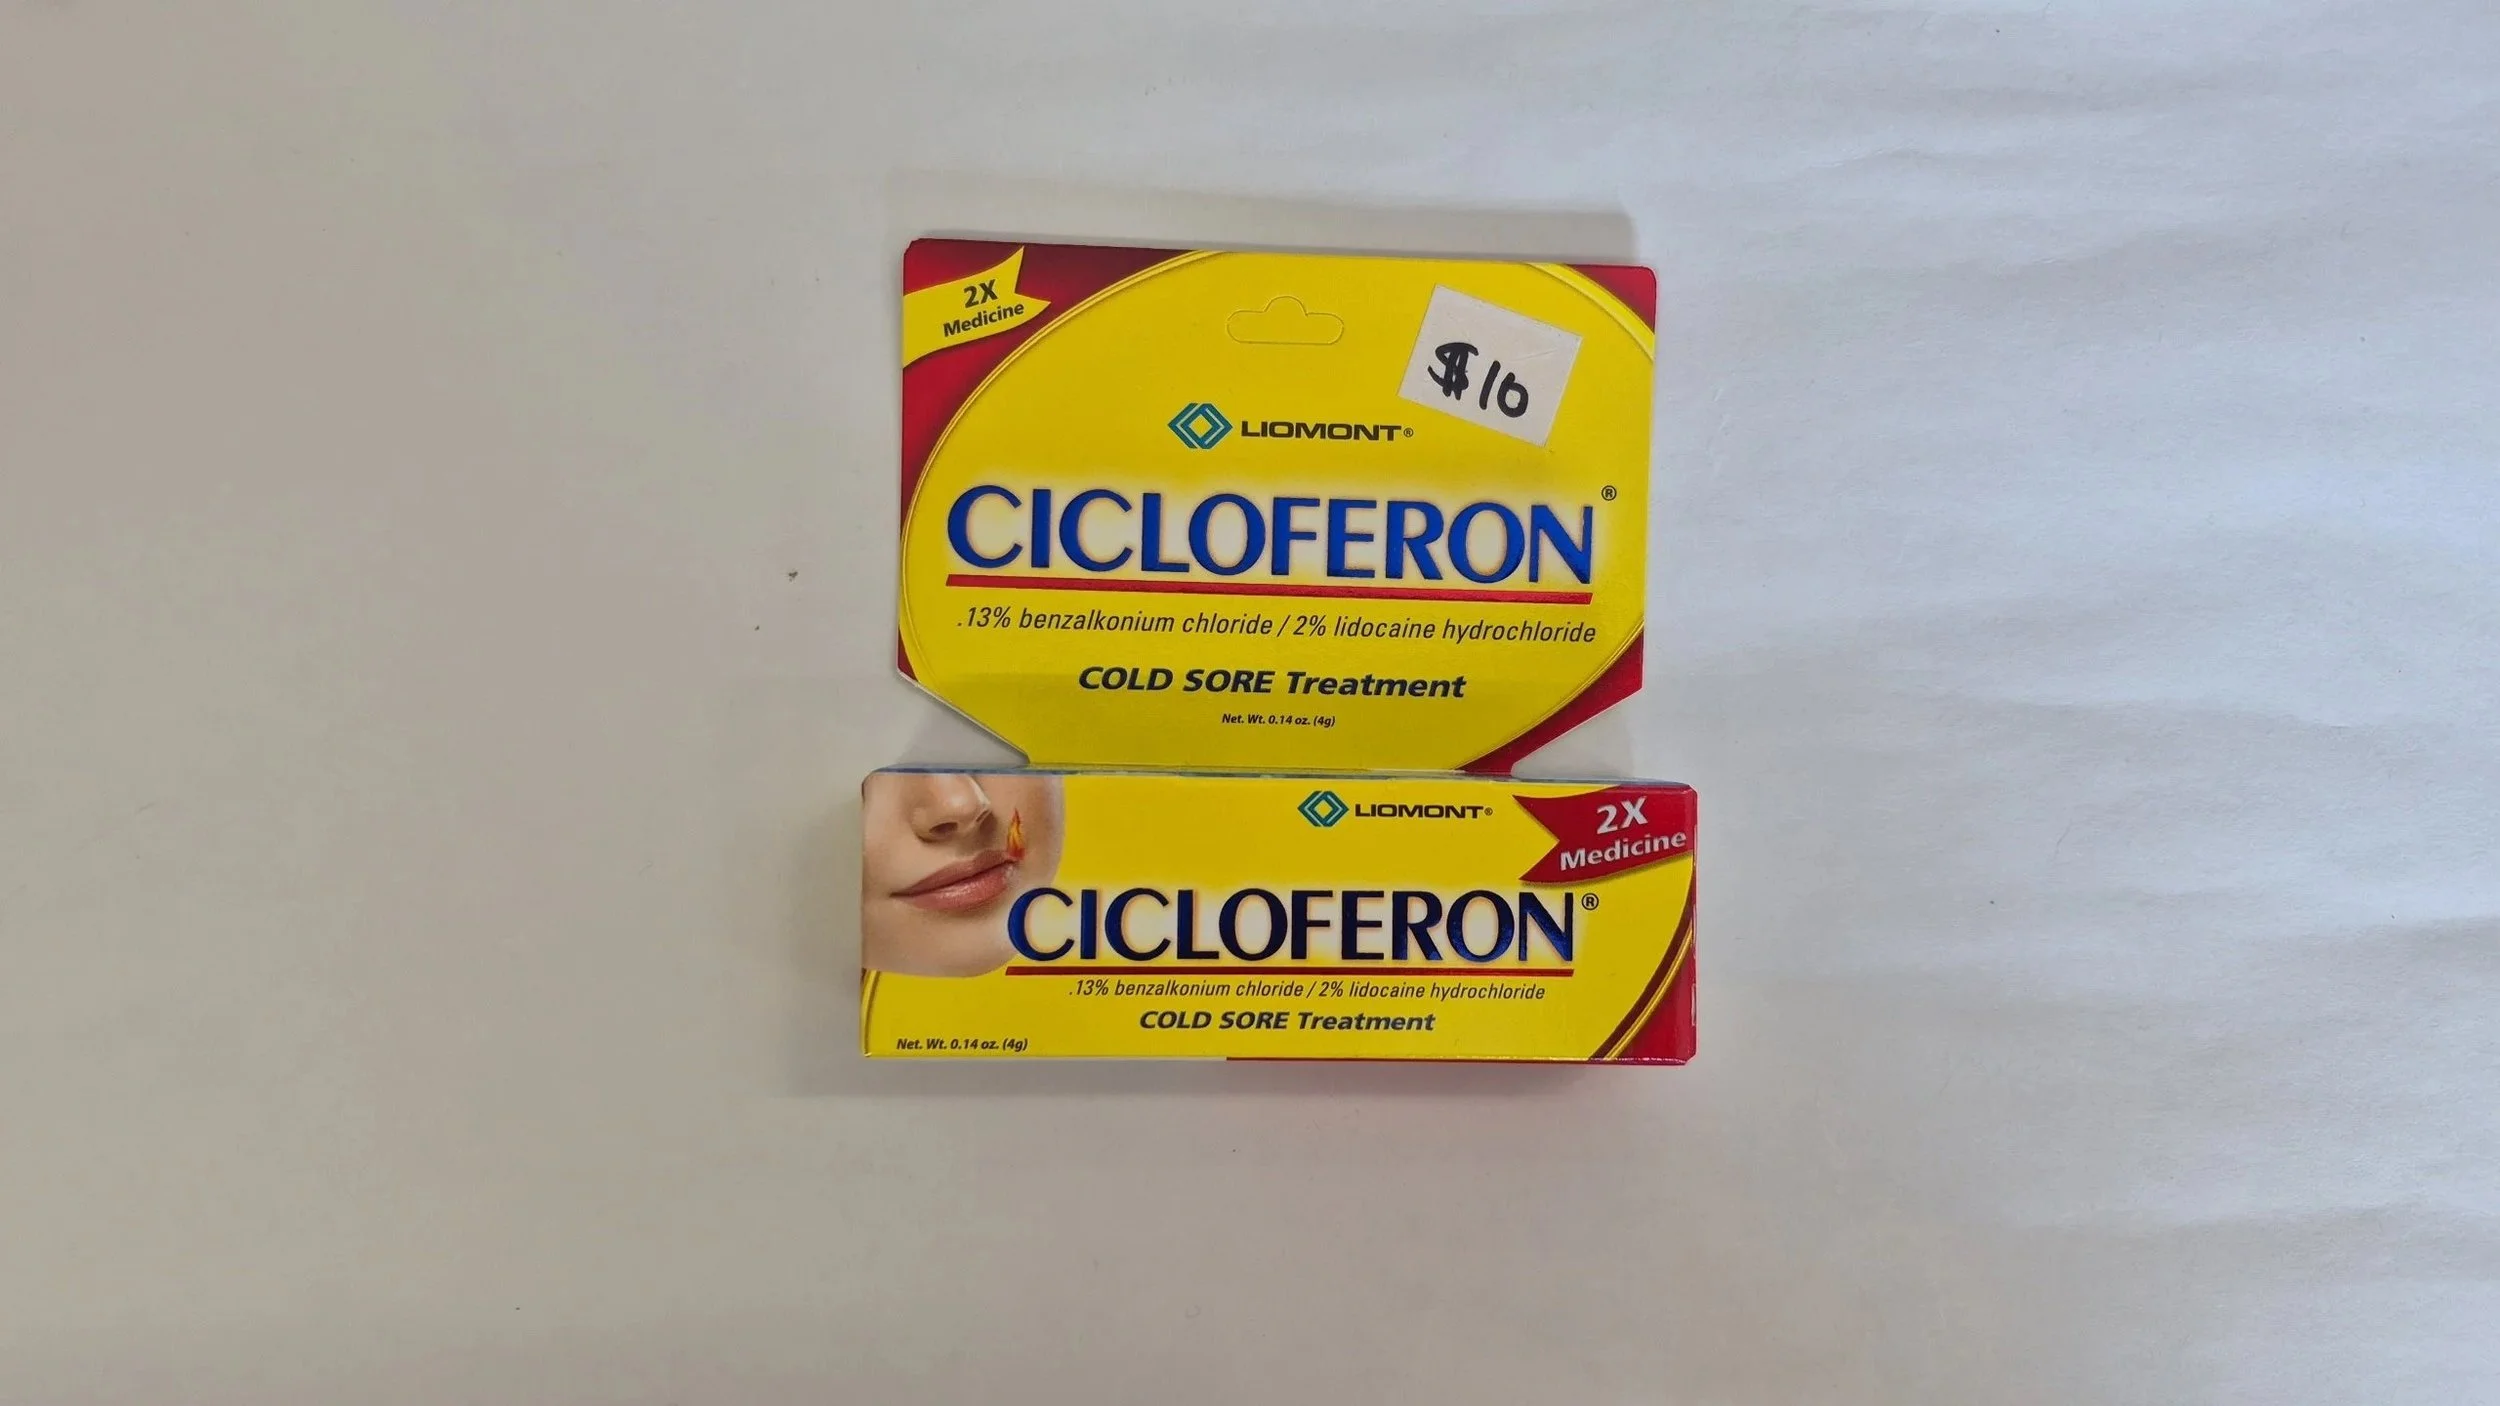 2X
Medicine
$10
LIOMONT®
CICLOFERON®
.13% benzalkonium chloride / 2% lidocaine hydrochloride
COLD SORE Treatment
Net. Wt. 0.14 oz. (4g)
LIOMONT®
2X
Medicine
CICLOFERON®
.13% benzalkonium chloride / 2% lidocaine hydrochloride
COLD SORE Treatment
Net. Wt. 0.14 oz. (4g)